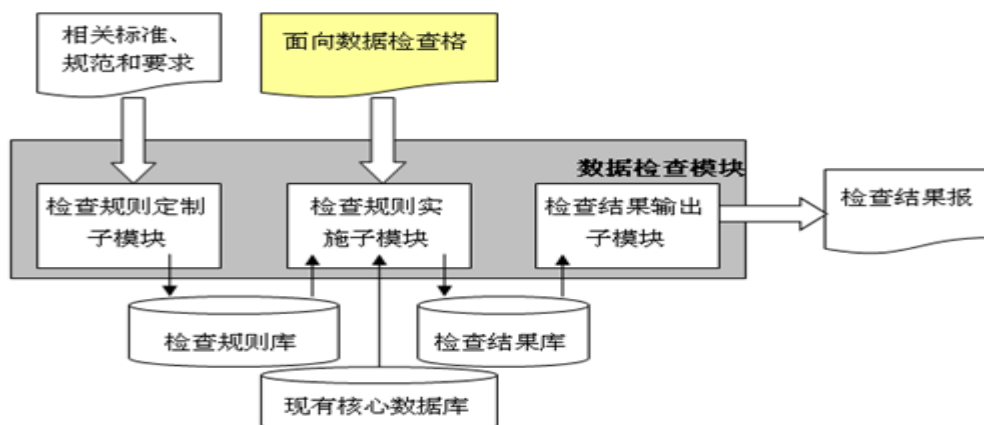 相关标准、
规范和要求
面向数据检查格
数据检查模块
检查规则定制
子模块
检查规则实
施子模块
检查结果输出
子模块
检查结果报
检查规则库
检查结果库
现有核心数据库